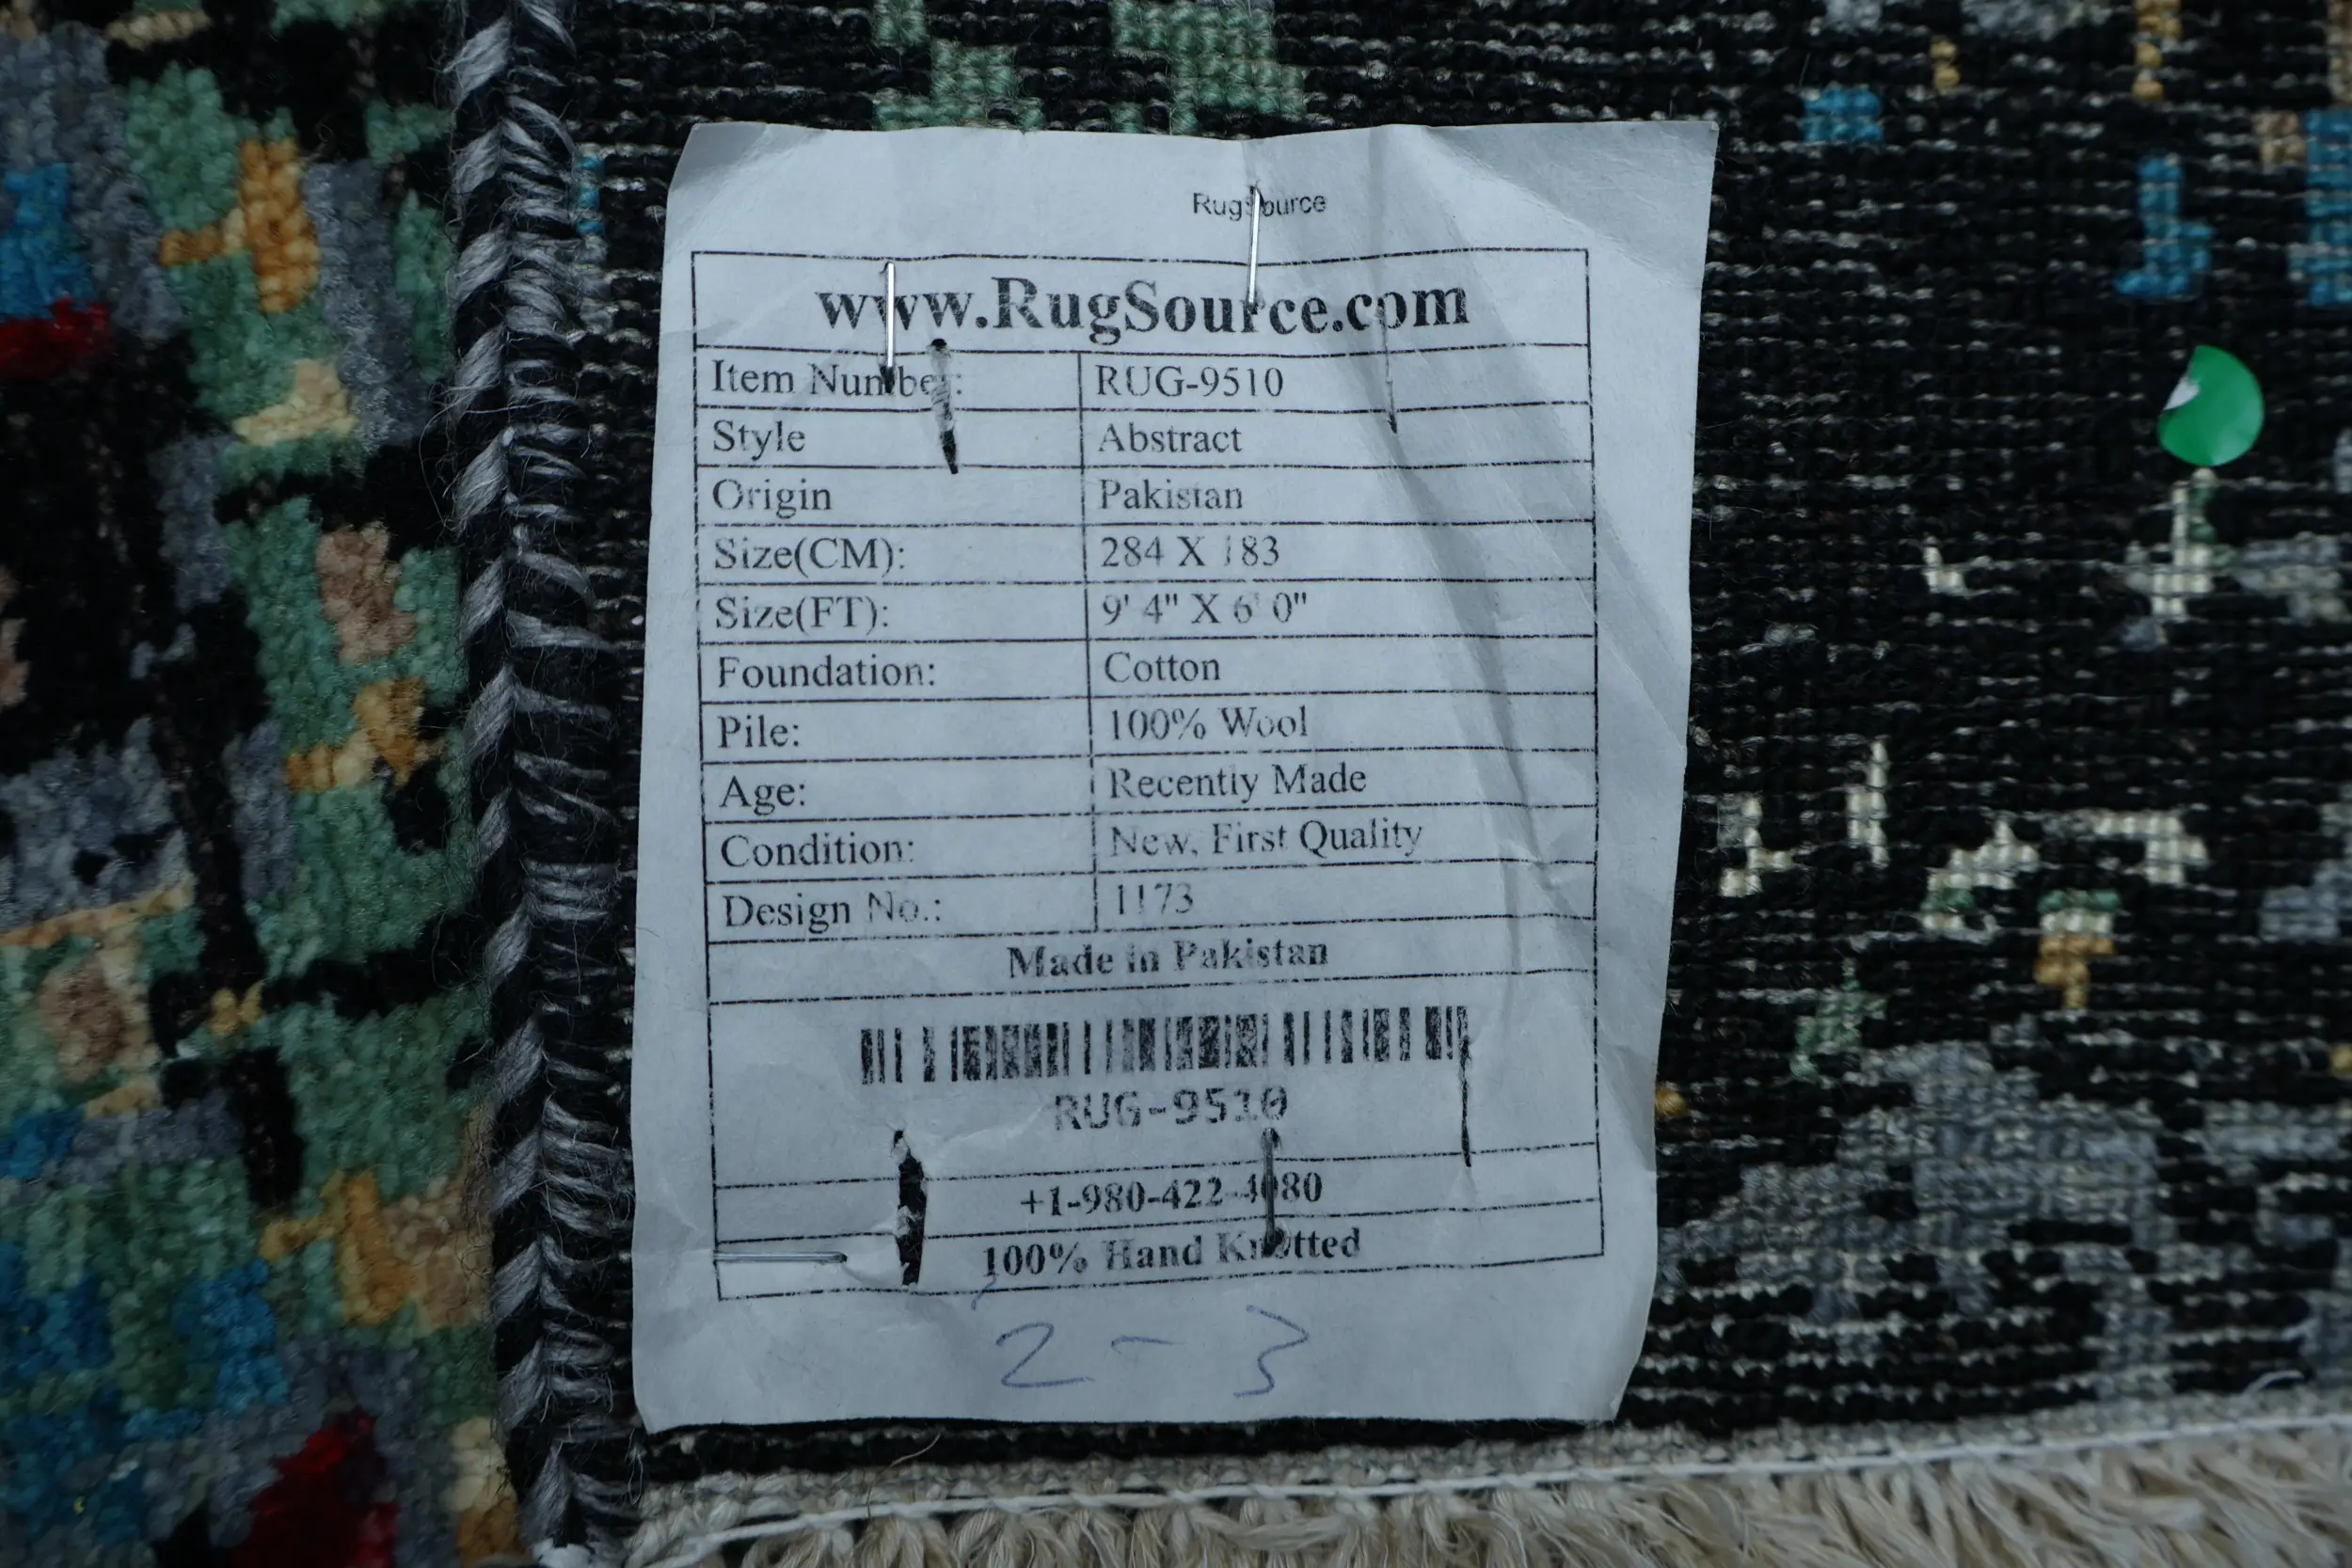 RugSource
www.RugSource.com
Item Number: RUG-9510
Style Abstract
Origin Pakistan
Size(CM): 284 X 183
Size(FT): 9' 4" X 6' 0"
Foundation: Cotton
Pile: 100% Wool
Age: Recently Made
Condition: New, First Quality
Design No.: 1173
Made in Pakistan
RUG-9510
+1-980-422-4080
100% Hand Knotted
2-3